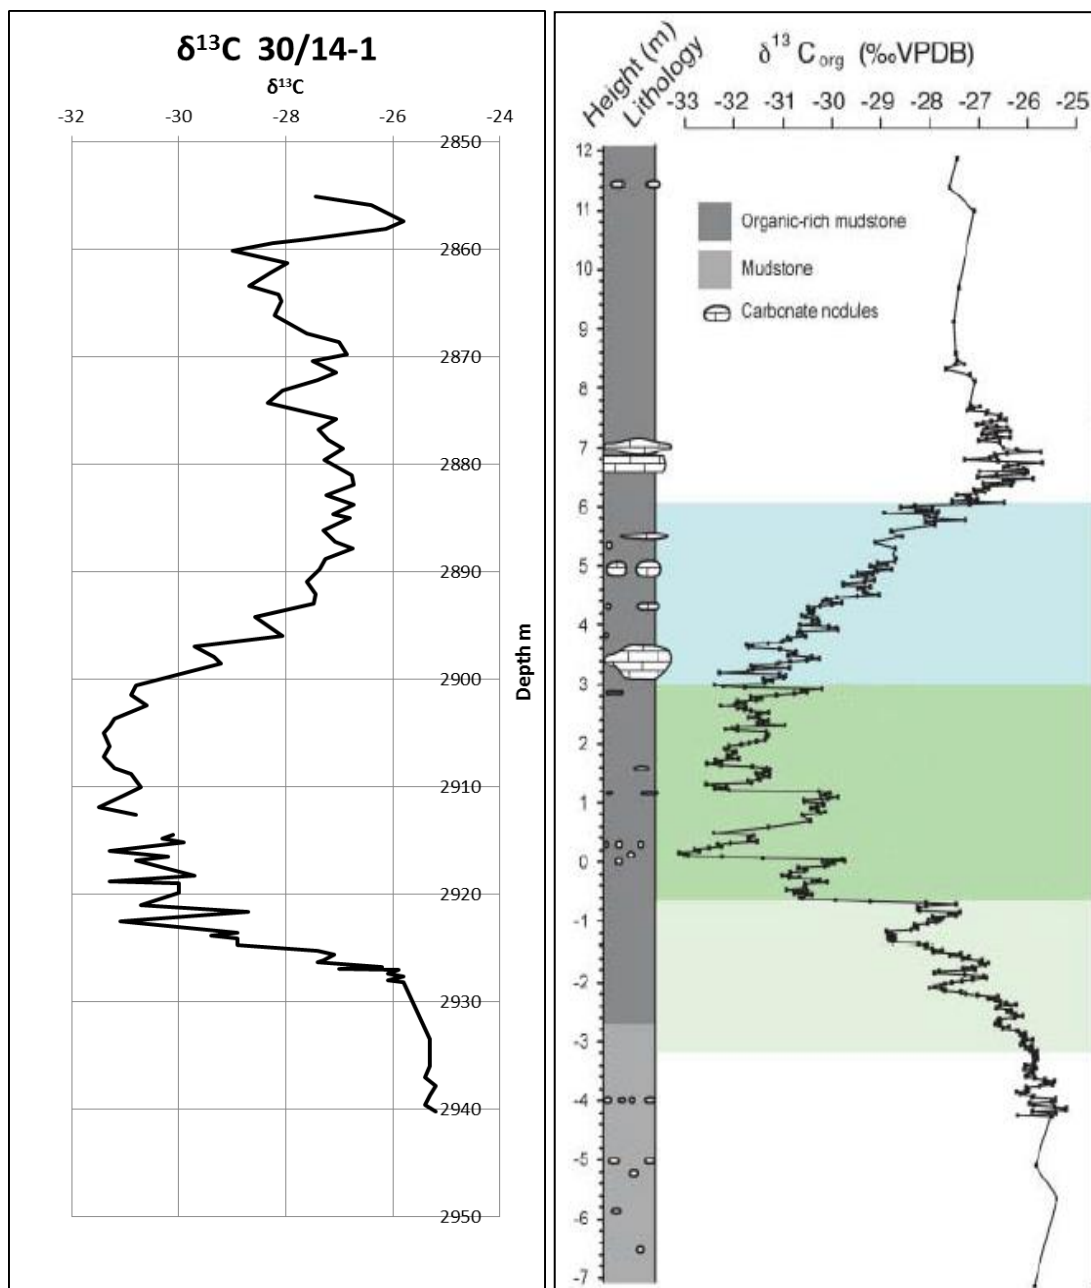 δ¹³C 30/14-1
δ¹³C
-32 -30 -28 -26 -24
2850
2860
2870
2880
2890
2900
2910
2920
2930
2940
2950
Depth m
Height (m)
Lithology
δ¹³ Corg (‰VPDB)
-33 -32 -31 -30 -29 -28 -27 -26 -25
12
11
10
9
8
7
6
5
4
3
2
1
0
-1
-2
-3
-4
-5
-6
-7
Organic-rich mudstone
Mudstone
Carbonate nodules